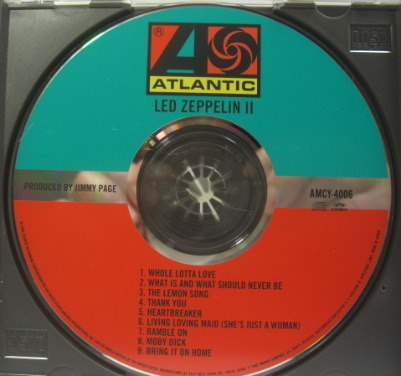 ®
ATLANTIC
LED ZEPPELIN II
PRODUCED BY JIMMY PAGE
AMCY-4006
1. WHOLE LOTTA LOVE
2. WHAT IS AND WHAT SHOULD NEVER BE
3. THE LEMON SONG
4. THANK YOU
5. HEARTBREAKER
6. LIVING LOVING MAID (SHE'S JUST A WOMAN)
7. RAMBLE ON
8. MOBY DICK
9. BRING IT ON HOME